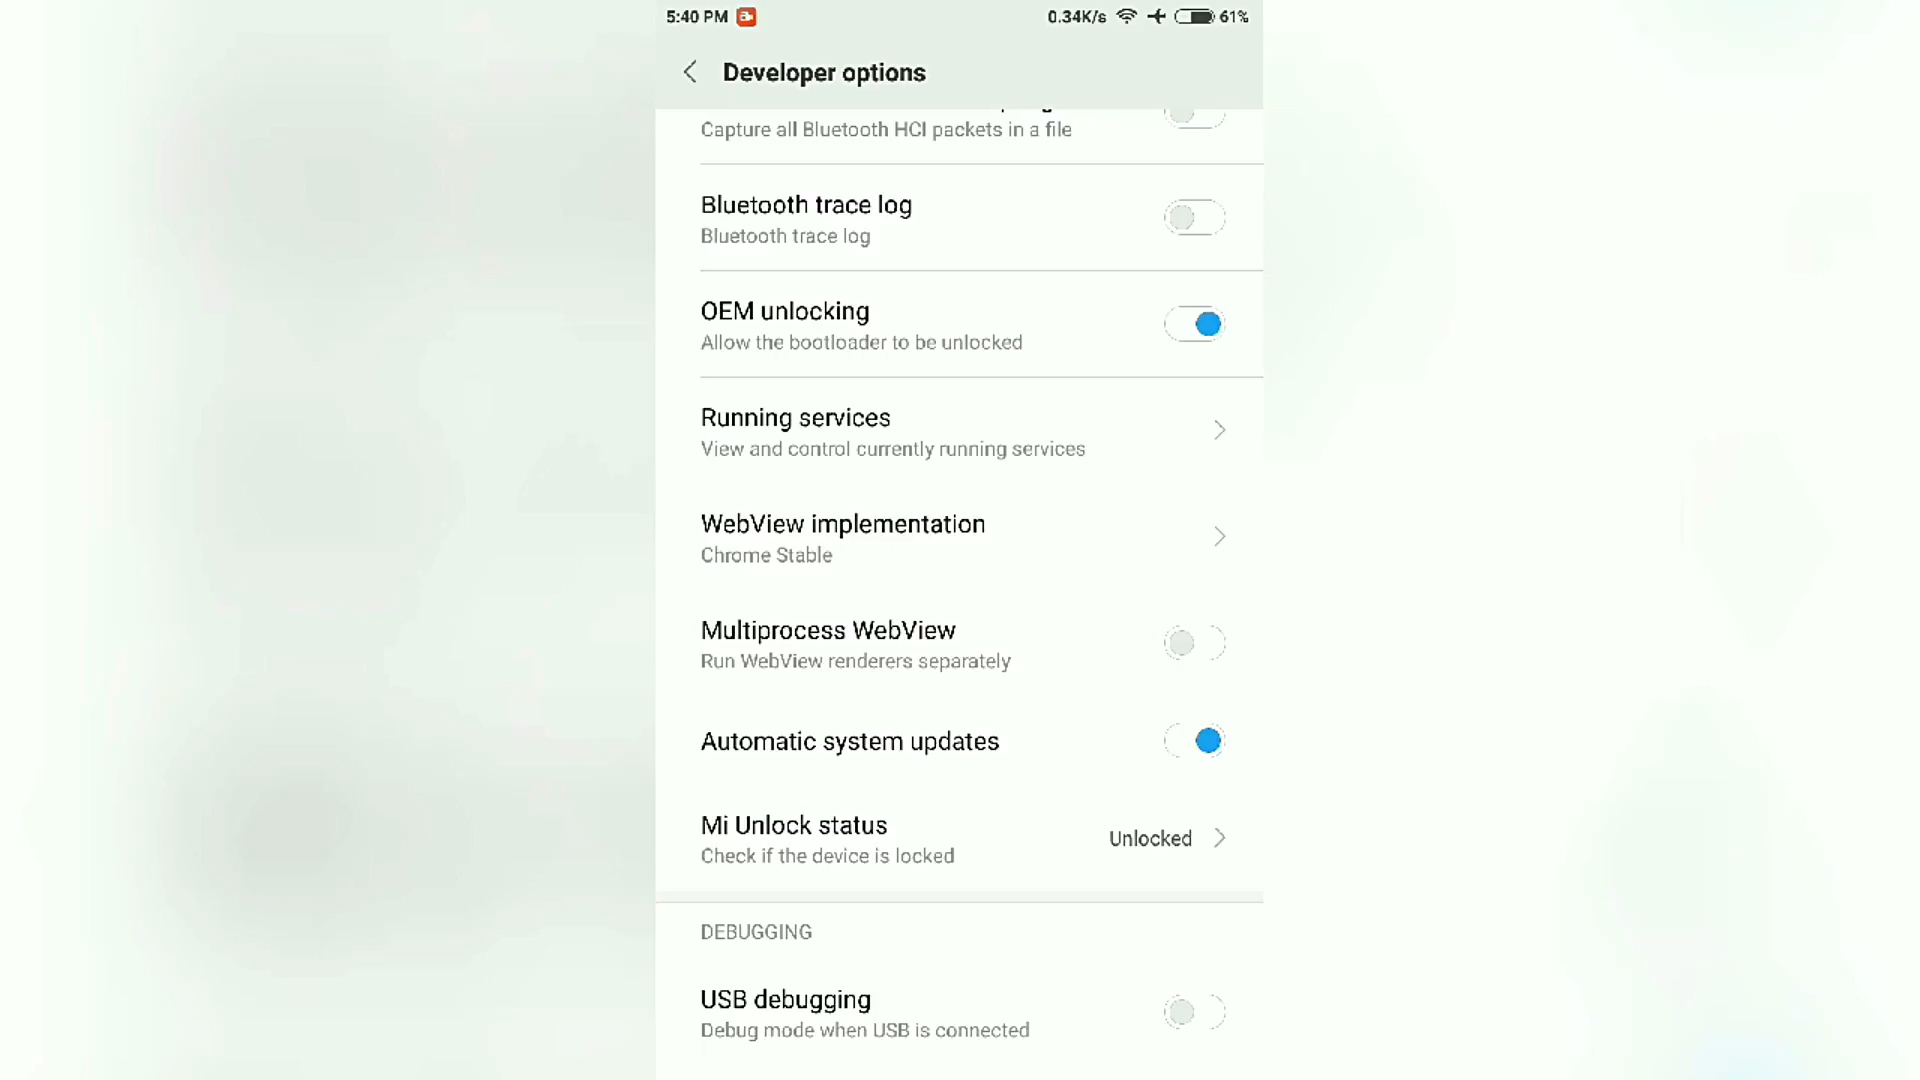 5:40 PM 0.34K/s 61%
Developer options
Capture all Bluetooth HCI packets in a file
Bluetooth trace log
Bluetooth trace log
OEM unlocking
Allow the bootloader to be unlocked
Running services
View and control currently running services
WebView implementation
Chrome Stable
Multiprocess WebView
Run WebView renderers separately
Automatic system updates
Mi Unlock status
Unlocked
Check if the device is locked
DEBUGGING
USB debugging
Debug mode when USB is connected